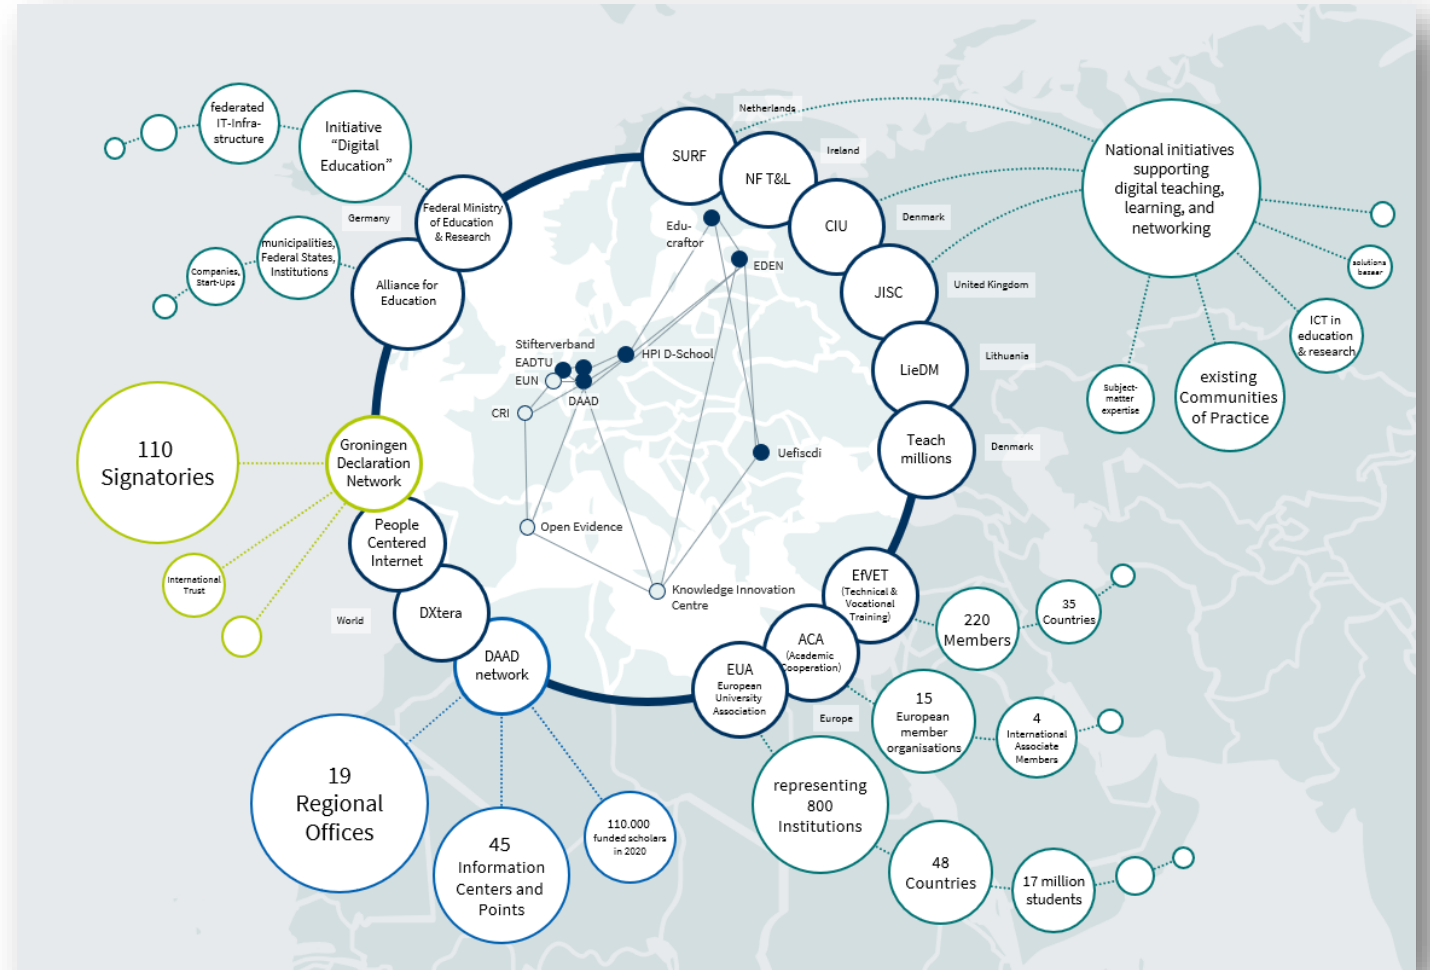 federated
IT-Infra-
structure
Initiative
“Digital
Education”
Germany
Federal Ministry
of Education
& Research
municipalities,
Federal States,
Institutions
Companies,
Start-Ups
Alliance for
Education
110
Signatories
Groningen
Declaration
Network
International
Trust
People
Centered
Internet
World
DXtera
DAAD
network
19
Regional
Offices
45
Information
Centers and
Points
110.000
funded scholars
in 2020
SURF
Netherlands
NF T&L
Ireland
CIU
Denmark
JISC
United Kingdom
LieDM
Lithuania
Teach
millions
Denmark
National initiatives
supporting
digital teaching,
learning, and
networking
solutions
bazaar
ICT in
education
& research
existing
Communities
of Practice
Subject-
matter
expertise
Edu-
craftor
EDEN
Stifterverband
EADTU
EUN
HPI D-School
DAAD
CRI
Uefiscdi
Open Evidence
Knowledge Innovation
Centre
EfVET
(Technical &
Vocational
Training)
220
Members
35
Countries
ACA
(Academic
Cooperation)
15
European
member
organisations
4
International
Associate
Members
EUA
European
University
Association
Europe
representing
800
Institutions
48
Countries
17 million
students